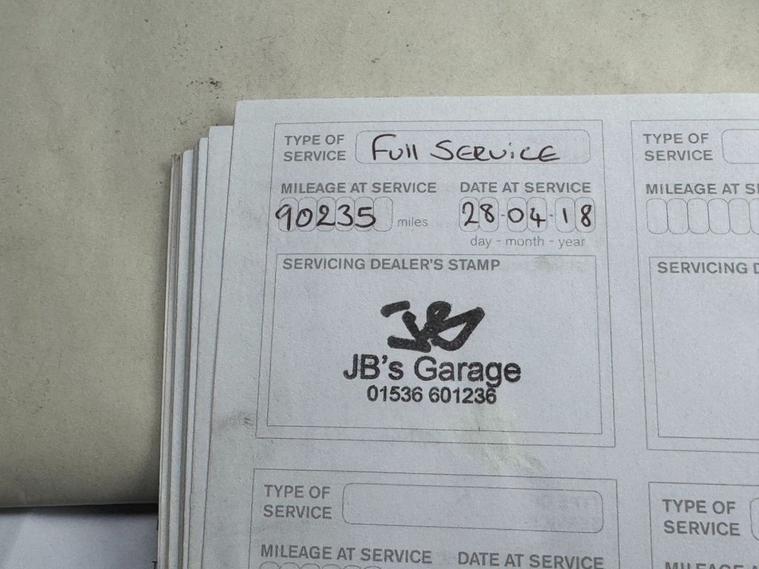 TYPE OF SERVICE Full Service
MILEAGE AT SERVICE
90235 miles
DATE AT SERVICE
28-04-18
day - month - year
SERVICING DEALER'S STAMP
JB
JB's Garage
01536 601236
TYPE OF SERVICE
MILEAGE AT SERVICE
DATE AT SERVICE
TYPE OF SERVICE
MILEAGE AT
SERVICING
TYPE OF SERVICE